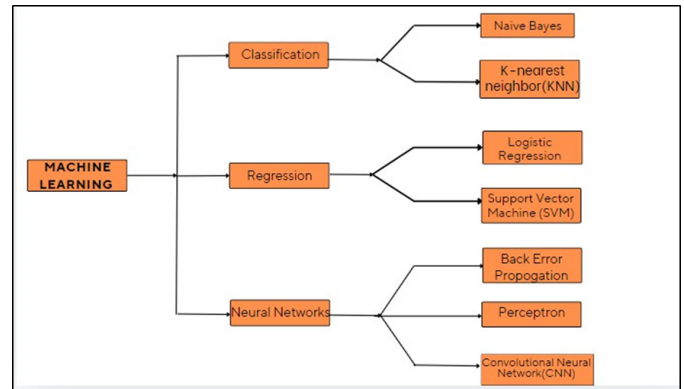 Naive Bayes
Classification
K-nearest
neighbor(KNN)
Logistic
Regression
MACHINE
LEARNING
Regression
Support Vector
Machine (SVM)
Back Error
Propogation
Neural Networks
Perceptron
Convolutional Neural
Network(CNN)